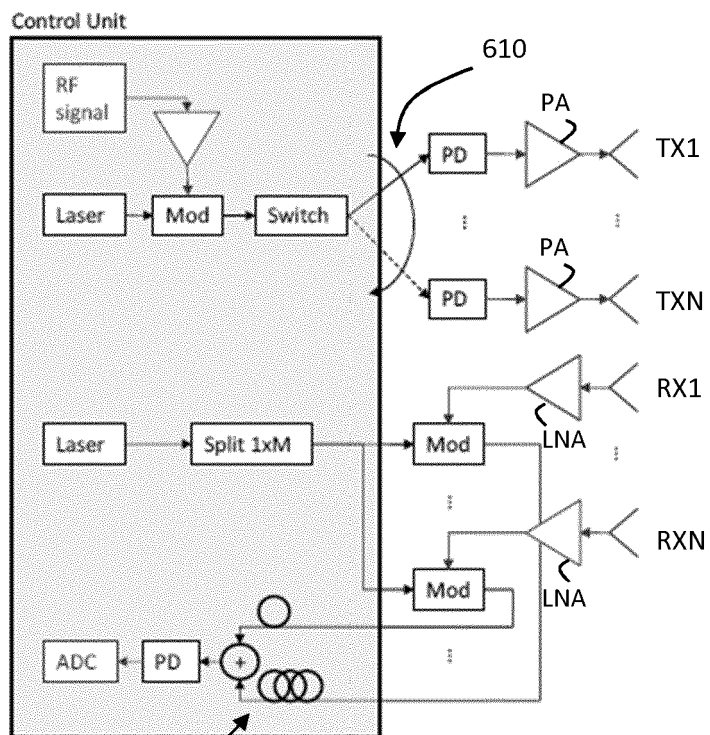 Control Unit
610
RF
signal
PA
PD
TX1
Laser
Mod
Switch
PA
PD
TXN
RX1
LNA
Laser
Split 1xM
Mod
RXN
LNA
Mod
ADC
PD
+